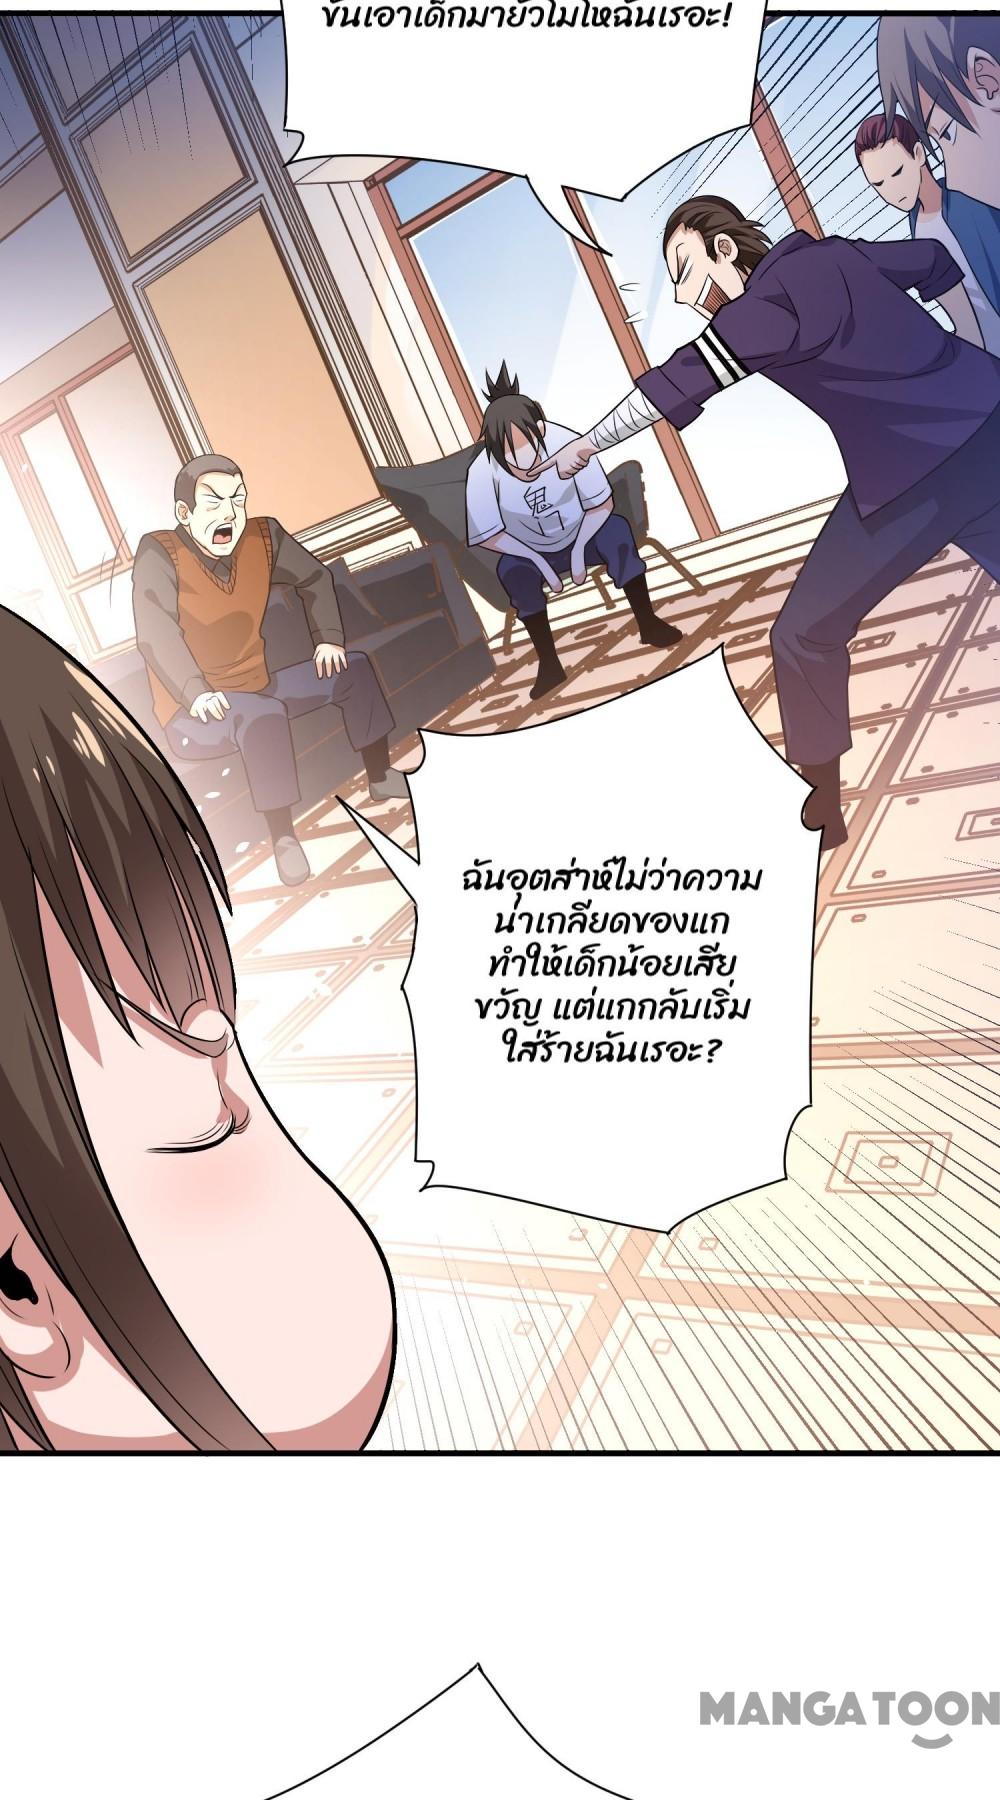 ขันเอาเด็กมายั่วโมโหฉันเรอะ!
鬼
ฉันอุตส่าห์ไม่ว่าความ
น่าเกลียดของแก
ทำให้เด็กน้อยเสีย
ขวัญ แต่แกกลับเริ่ม
ใส่ร้ายฉันเรอะ?
MANGATOON